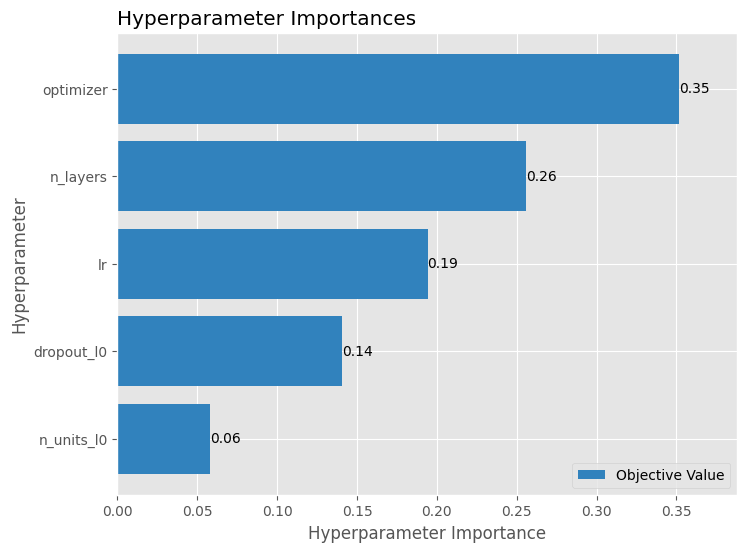 Hyperparameter Importances
Hyperparameter
optimizer
0.35
n_layers
0.26
lr
0.19
dropout_l0
0.14
n_units_l0
0.06
Objective Value
0.00 0.05 0.10 0.15 0.20 0.25 0.30 0.35
Hyperparameter Importance